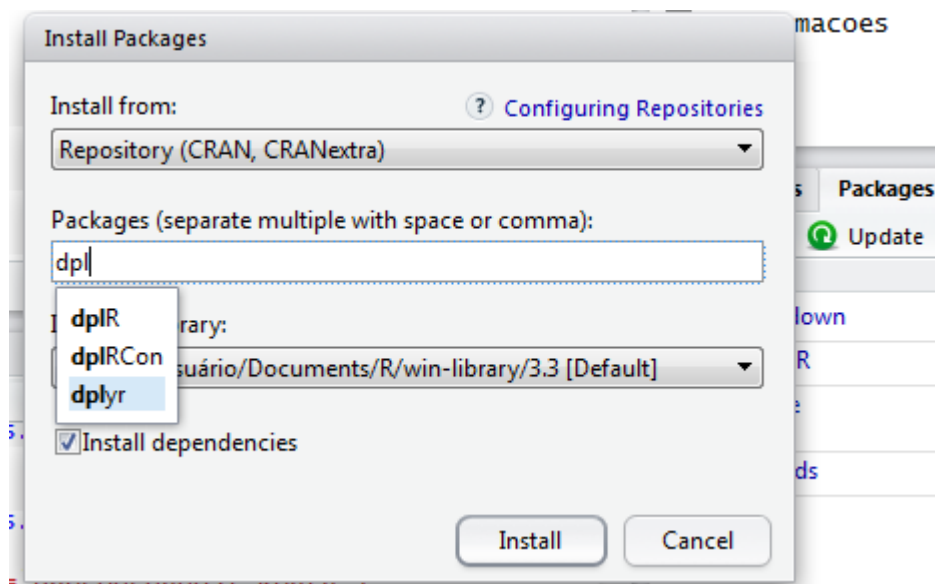 macoes
Install Packages
Install from:
? Configuring Repositories
Repository (CRAN, CRANextra)
Packages (separate multiple with space or comma):
dpl
dplR
dplRCon
dplyr
rary:
suário/Documents/R/win-library/3.3 [Default]
Install dependencies
Install
Cancel
s
Packages
Update
down
R
e
ds
s.
s.